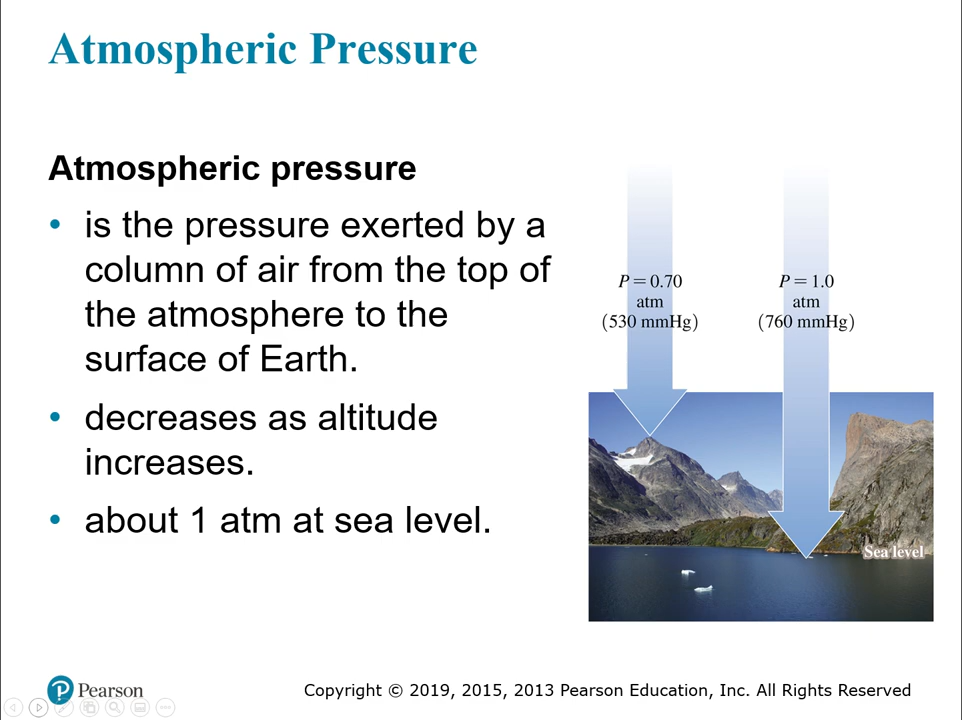 Atmospheric Pressure
Atmospheric pressure
• is the pressure exerted by a
column of air from the top of
the atmosphere to the
surface of Earth.
• decreases as altitude
increases.
• about 1 atm at sea level.
P = 0.70
atm
(530 mmHg)
P = 1.0
atm
(760 mmHg)
Sea level
Pearson
Copyright © 2019, 2015, 2013 Pearson Education, Inc. All Rights Reserved